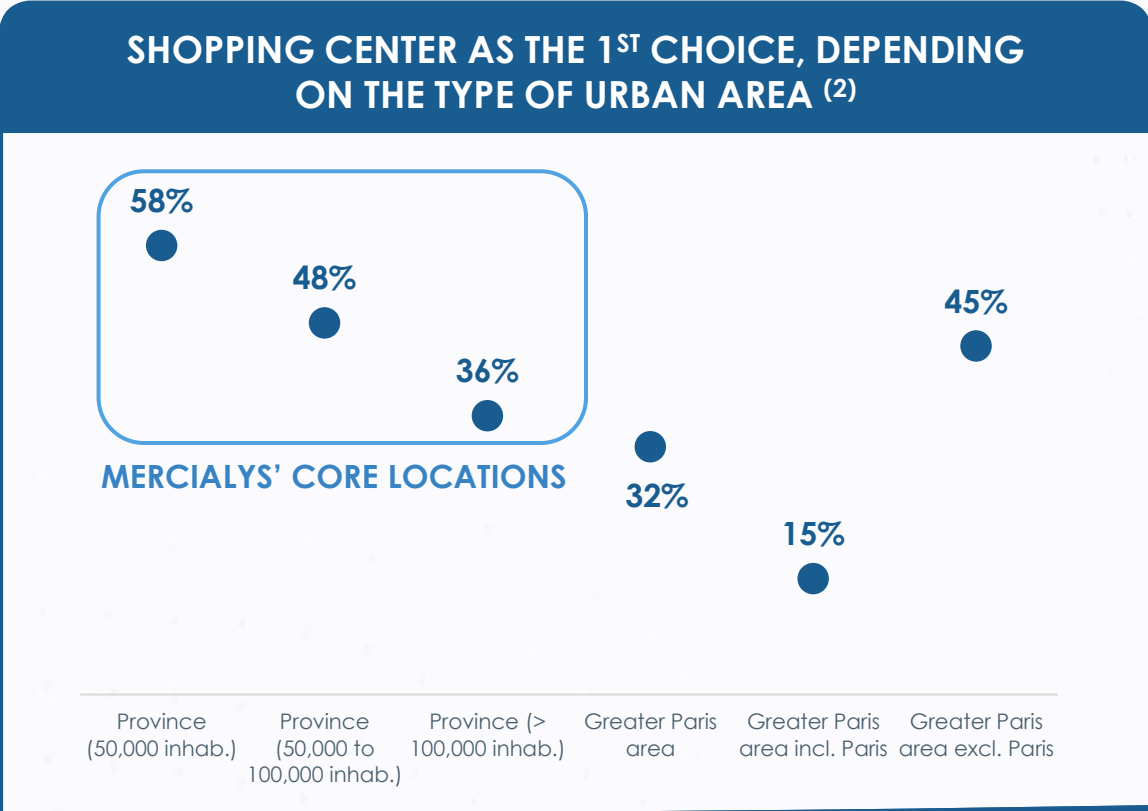 SHOPPING CENTER AS THE 1ST CHOICE, DEPENDING
ON THE TYPE OF URBAN AREA (2)
58%
48%
45%
36%
MERCIALYS’ CORE LOCATIONS
32%
15%
Province
(50,000 inhab.)
Province
(50,000 to
100,000 inhab.)
Province (>
100,000 inhab.)
Greater Paris
area
Greater Paris
area incl. Paris
Greater Paris
area excl. Paris